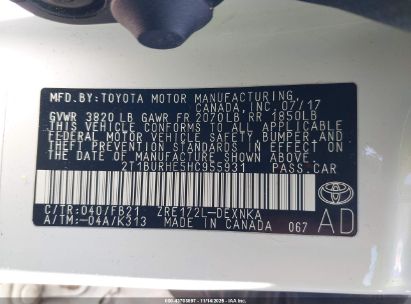 MFD.BY:TOYOTA MOTOR MANUFACTURING
CANADA,INC. 07/17
GVWR 3820 LB GAWR FR 2070LB RR 1850LB
THIS VEHICLE CONFORMS TO ALL APPLICABLE
FEDERAL MOTOR VEHICLE SAFETY, BUMPER, AND
THEFT PREVENTION STANDARDS IN EFFECT ON
THE DATE OF MANUFACTURE SHOWN ABOVE.
2T1BURHE5HC955931 PASS.CAR
C/TR:040/FB21 ZRE172L-DEXNKA
A/TM:-04A/K313 MADE IN CANADA 067
AD
TOYOTA